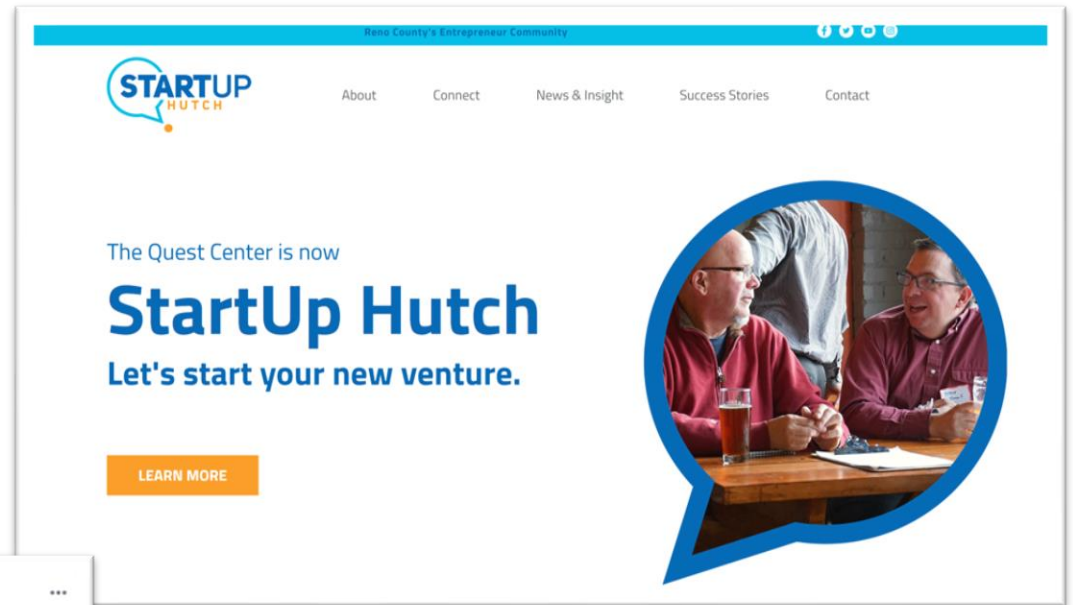 Reno County's Entrepreneur Community
STARTUP
HUTCH
About Connect News & Insight Success Stories Contact
The Quest Center is now
StartUp Hutch
Let's start your new venture.
LEARN MORE
...